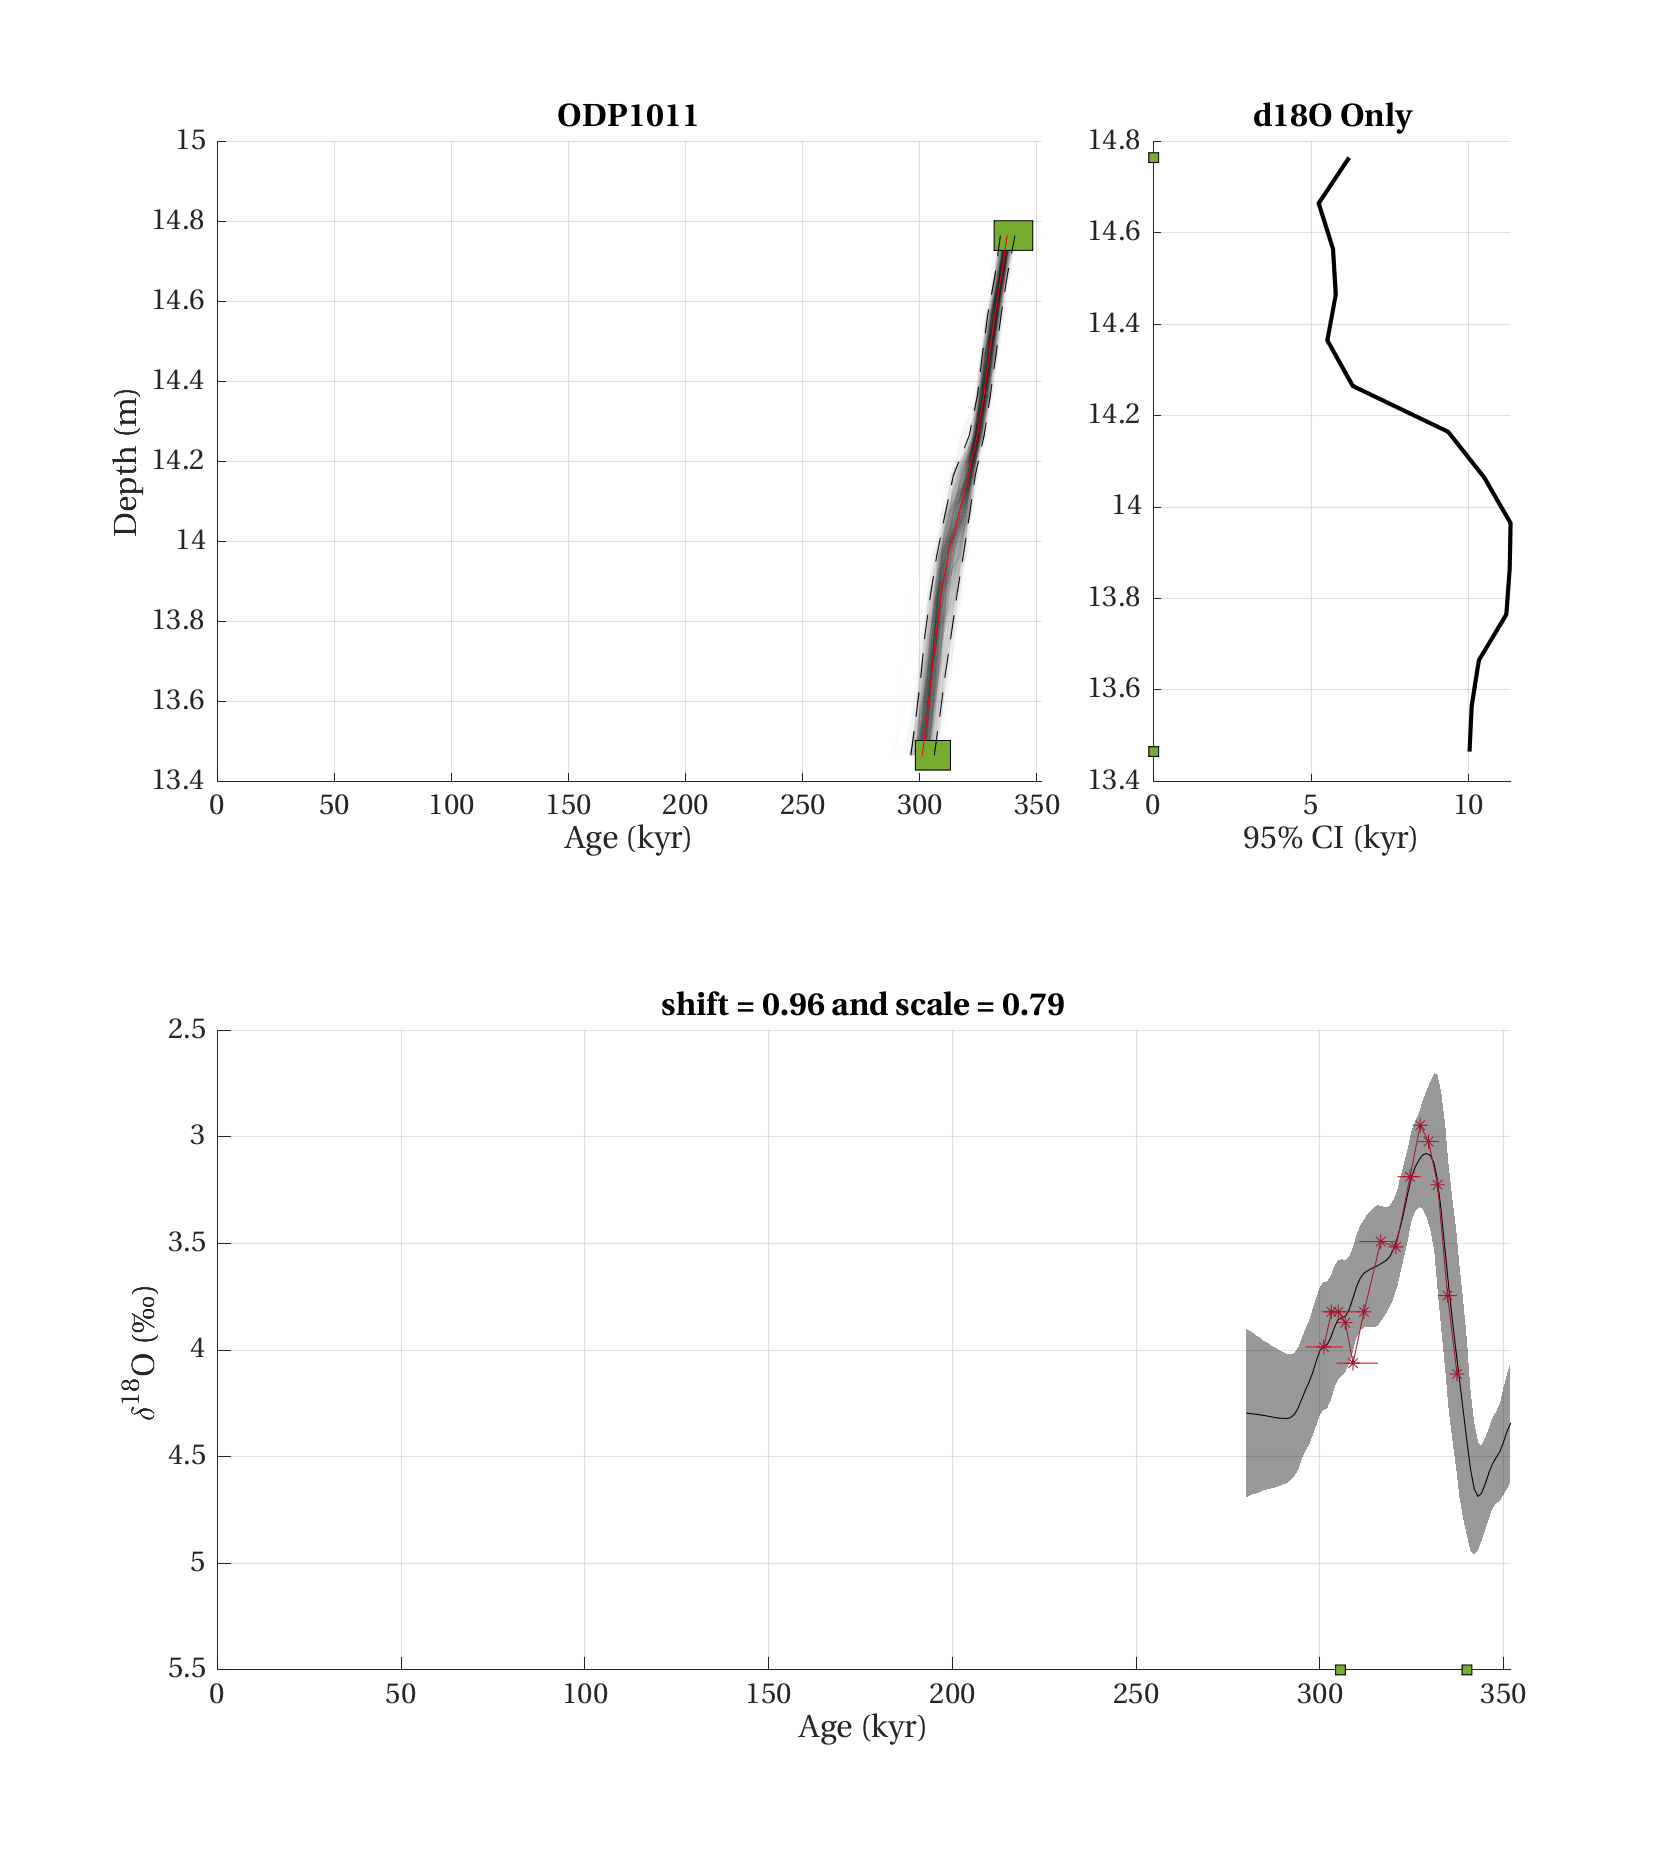 ODP1011
15
14.8
14.6
14.4
14.2
14
13.8
13.6
13.4
Depth (m)
0 50 100 150 200 250 300 350
Age (kyr)
d18O Only
14.8
14.6
14.4
14.2
14
13.8
13.6
13.4
0 5 10
95% CI (kyr)
shift = 0.96 and scale = 0.79
2.5
3
3.5
4
4.5
5
5.5
δ18O (‰)
0 50 100 150 200 250 300 350
Age (kyr)